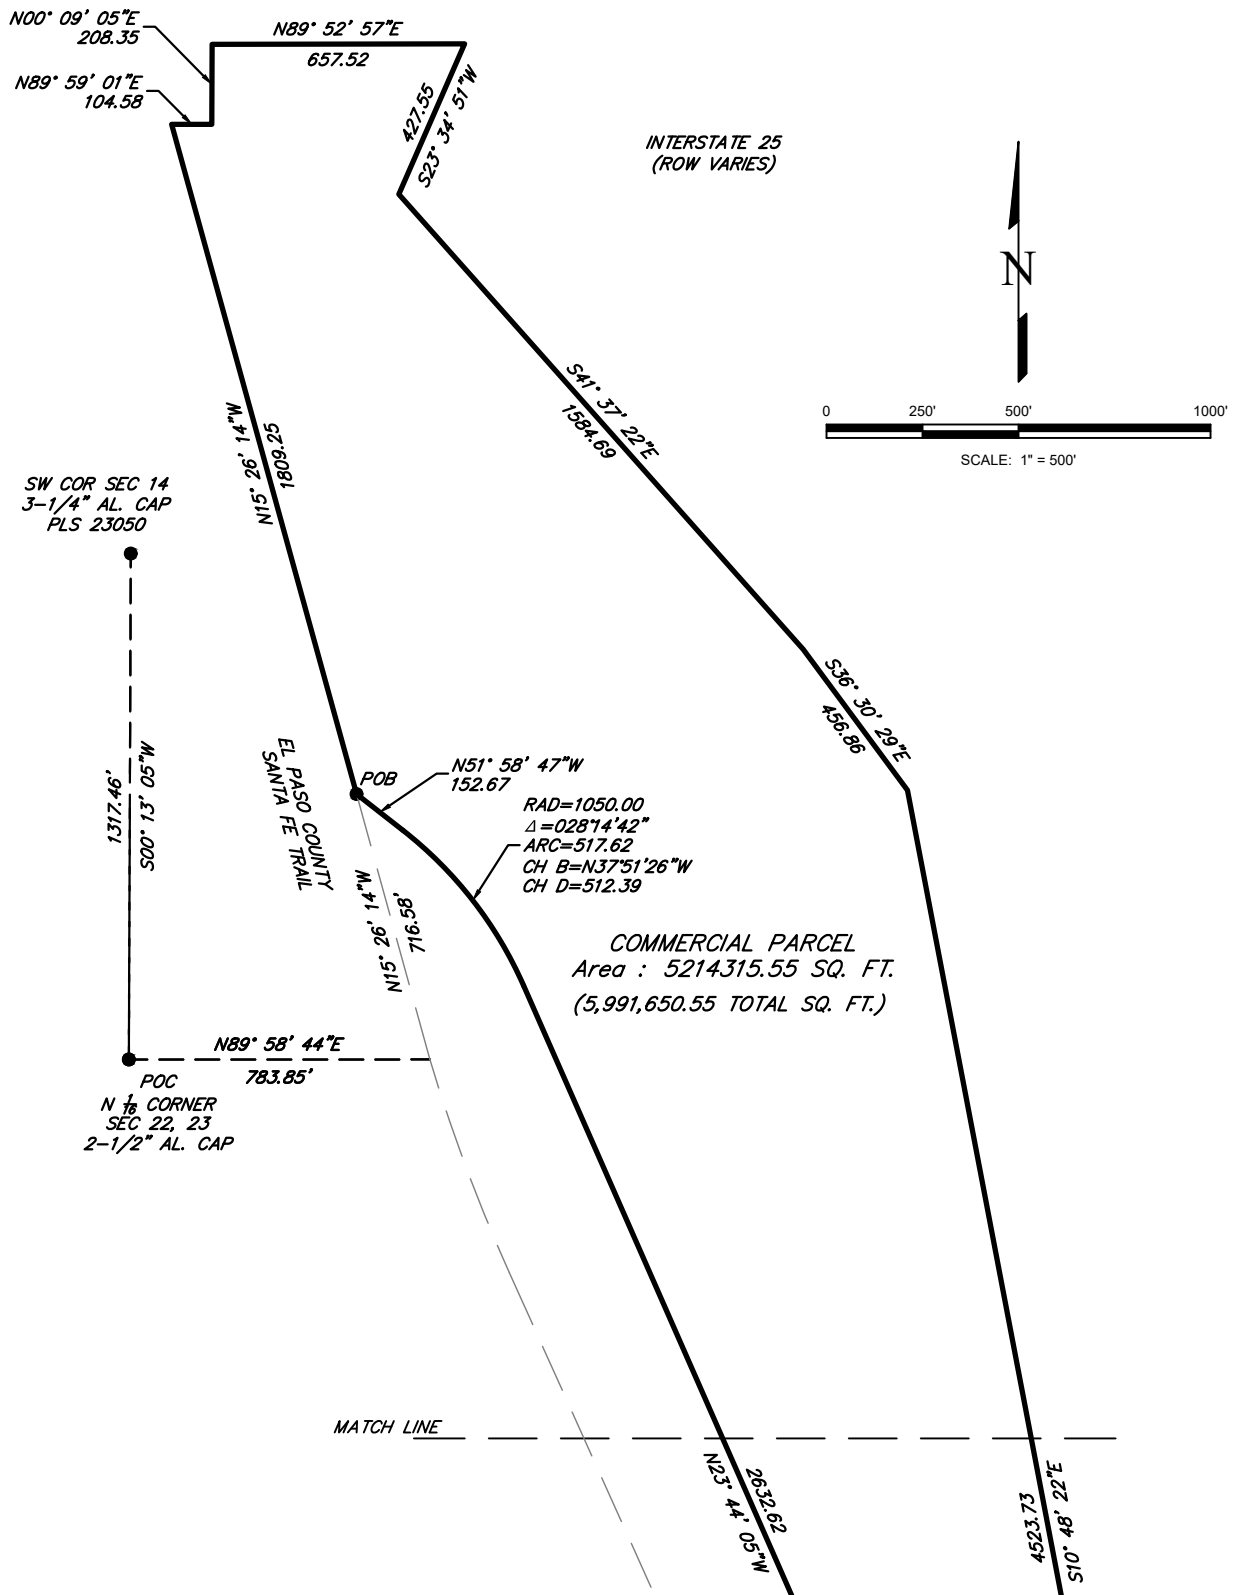 N00° 09' 05"E
208.35
N89° 52' 57"E
657.52
N89° 59' 01"E
104.58
427.55
S23° 34' 51"W
INTERSTATE 25
(ROW VARIES)
N
0 250' 500' 1000'
SCALE: 1" = 500'
S41° 37' 22"E
1584.69
N15° 26' 14"W
1809.25
SW COR SEC 14
3-1/4" AL. CAP
PLS 23050
1317.46'
S00° 13' 05"W
S36° 30' 29"E
456.86
EL PASO COUNTY
SANTA FE TRAIL
POB
N51° 58' 47"W
152.67
RAD=1050.00
Δ=028°14'42"
ARC=517.62
CH B=N37°51'26"W
CH D=512.39
N15° 26' 14"W
716.58'
COMMERCIAL PARCEL
Area : 5214315.55 SQ. FT.
(5,991,650.55 TOTAL SQ. FT.)
N89° 58' 44"E
783.85'
POC
N 1/16 CORNER
SEC 22, 23
2-1/2" AL. CAP
MATCH LINE
N23° 44' 05"W
2632.62
4523.73
S10° 48' 22"E